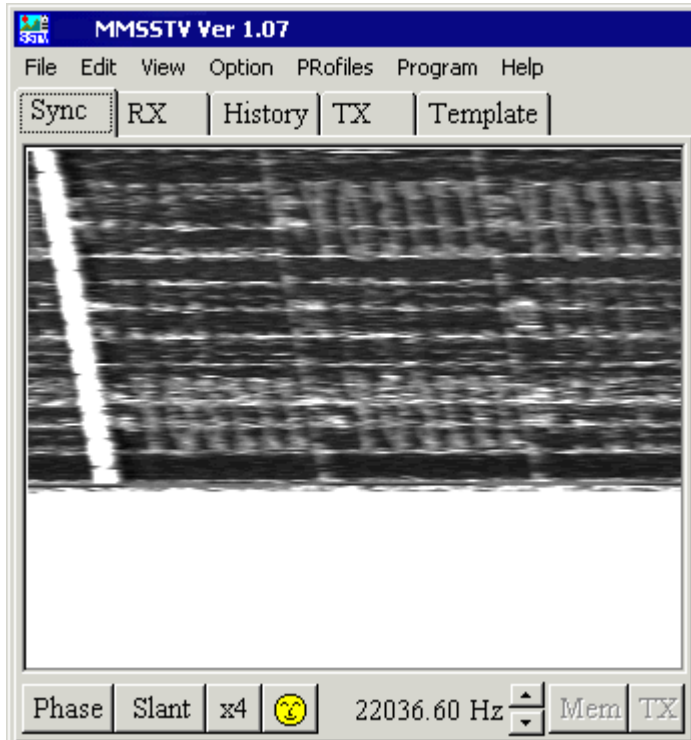 SSTV MMSSTV Ver 1.07
File Edit View Option PRofiles Program Help
Sync RX History TX Template
Phase Slant x4 22036.60 Hz Mem TX